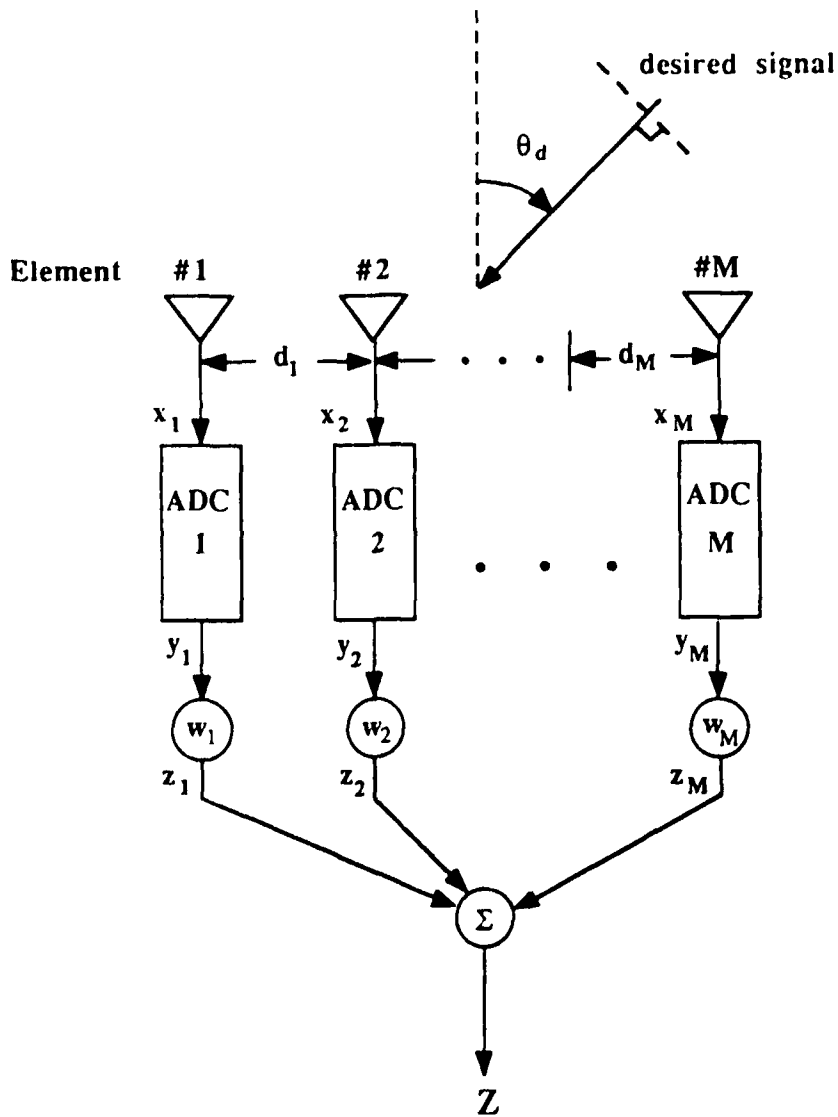 desired signal
θd
Element #1 #2 #M
d1 . . . dM
x1 x2 xM
ADC 1 ADC 2 ADC M
. . .
y1 y2 yM
w1 w2 wM
z1 z2 zM
Σ
Z